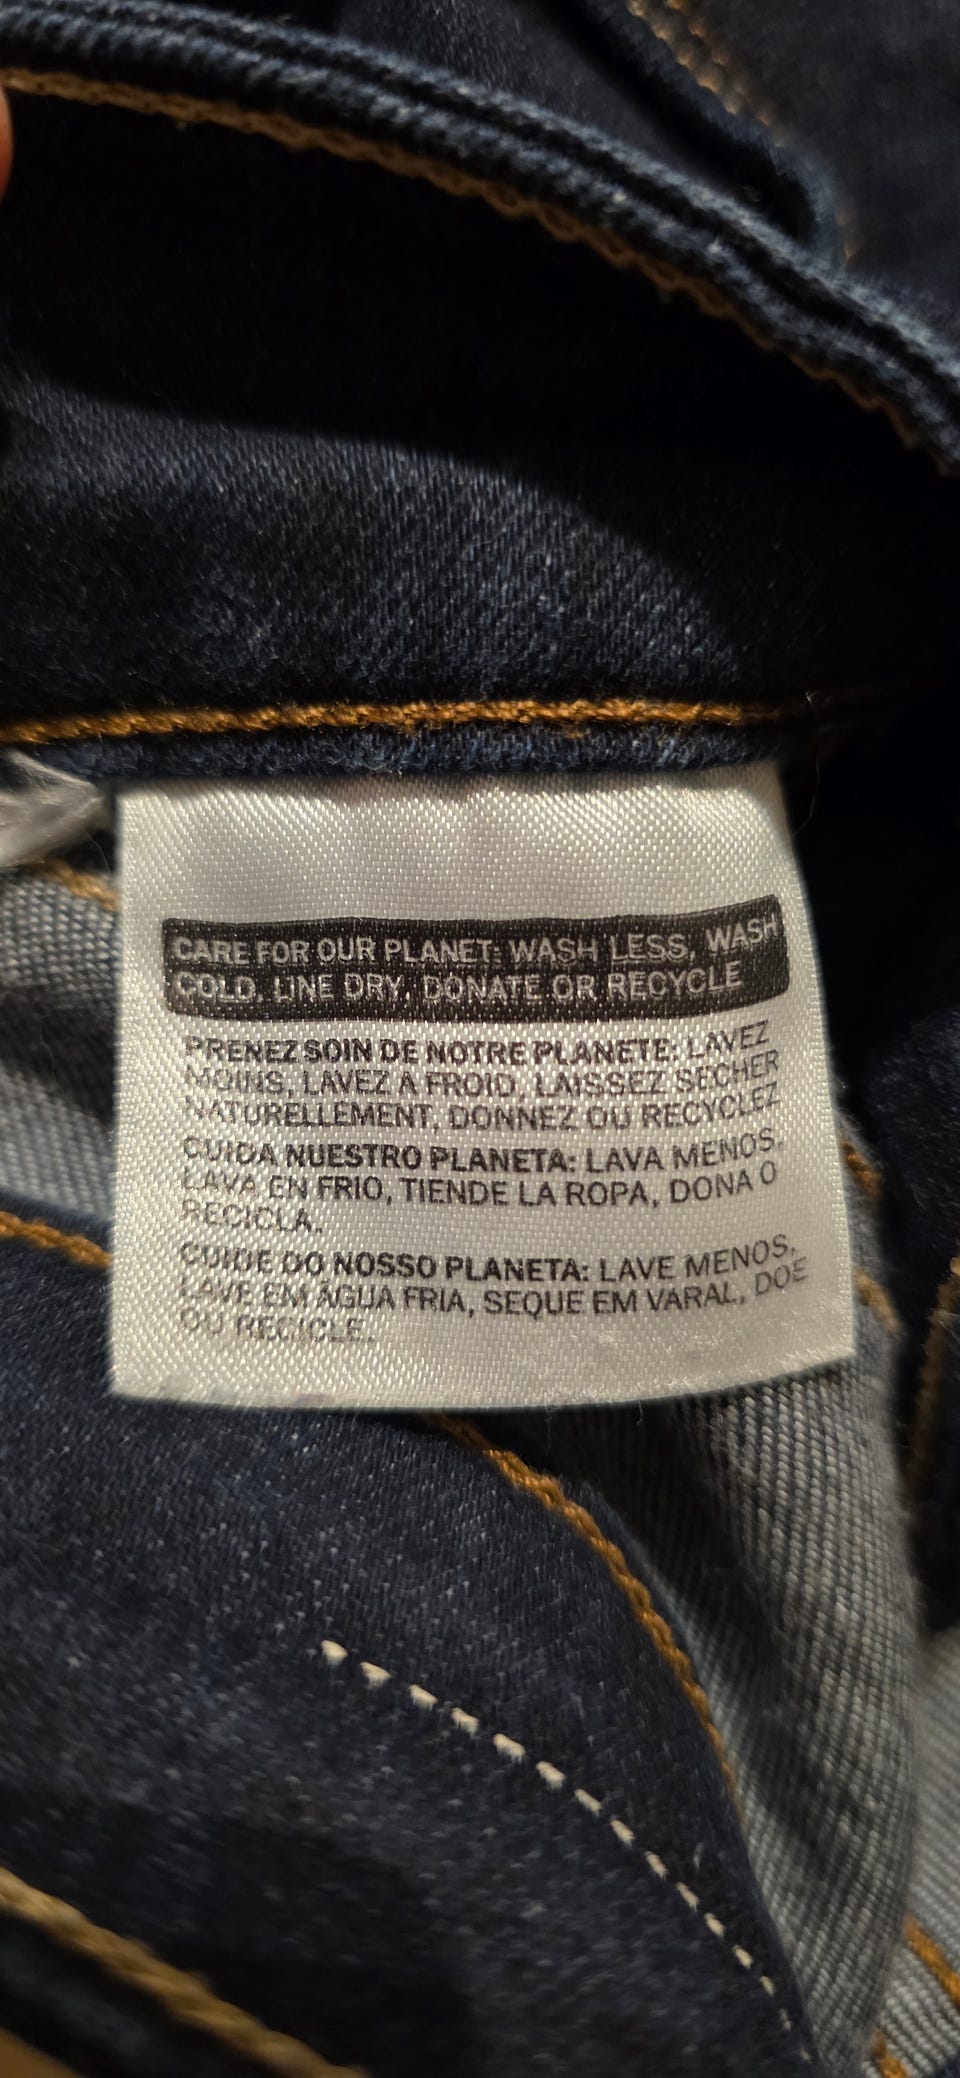 CARE FOR OUR PLANET: WASH LESS, WASH
COLD, LINE DRY, DONATE OR RECYCLE
PRENEZ SOIN DE NOTRE PLANETE: LAVEZ
MOINS, LAVEZ A FROID, LAISSEZ SECHER
NATURELLEMENT, DONNEZ OU RECYCLEZ
CUIDA NUESTRO PLANETA: LAVA MENOS,
LAVA EN FRIO, TIENDE LA ROPA, DONA O
RECICLA.
CUIDE DO NOSSO PLANETA: LAVE MENOS,
LAVE EM ÁGUA FRIA, SEQUE EM VARAL, DOE
OU RECICLE.